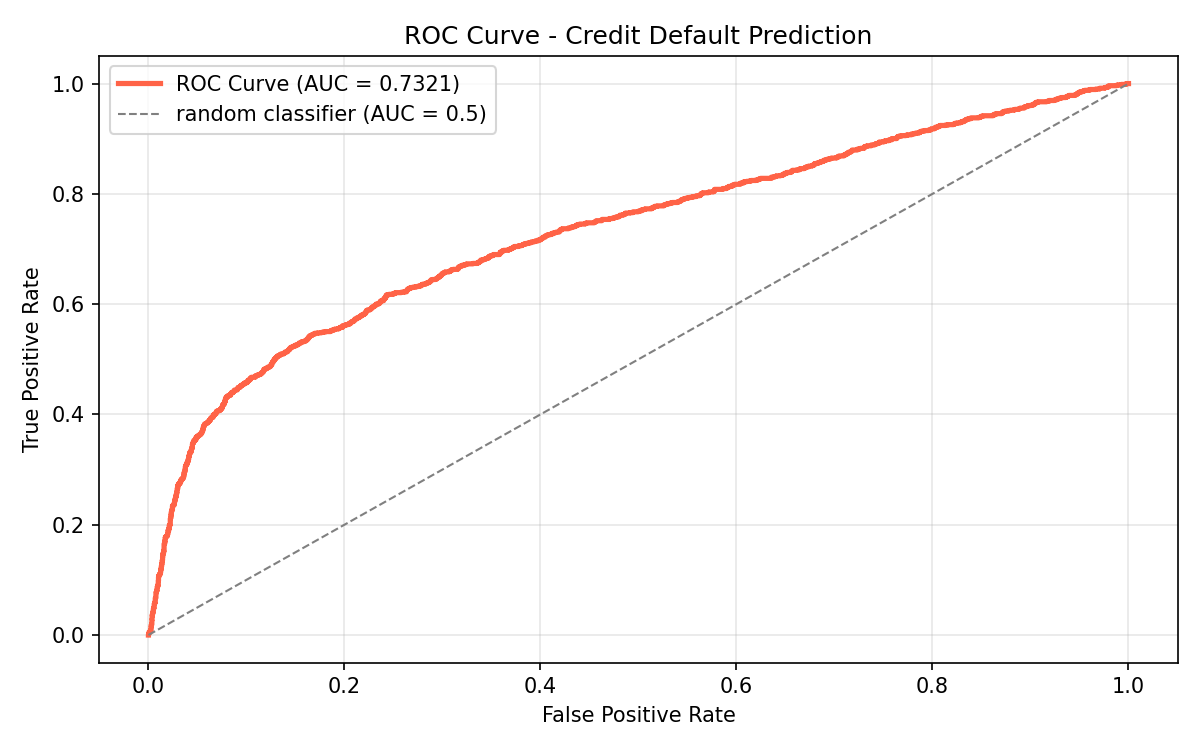 ROC Curve - Credit Default Prediction
ROC Curve (AUC = 0.7321)
random classifier (AUC = 0.5)
True Positive Rate
1.0
0.8
0.6
0.4
0.2
0.0
0.0 0.2 0.4 0.6 0.8 1.0
False Positive Rate